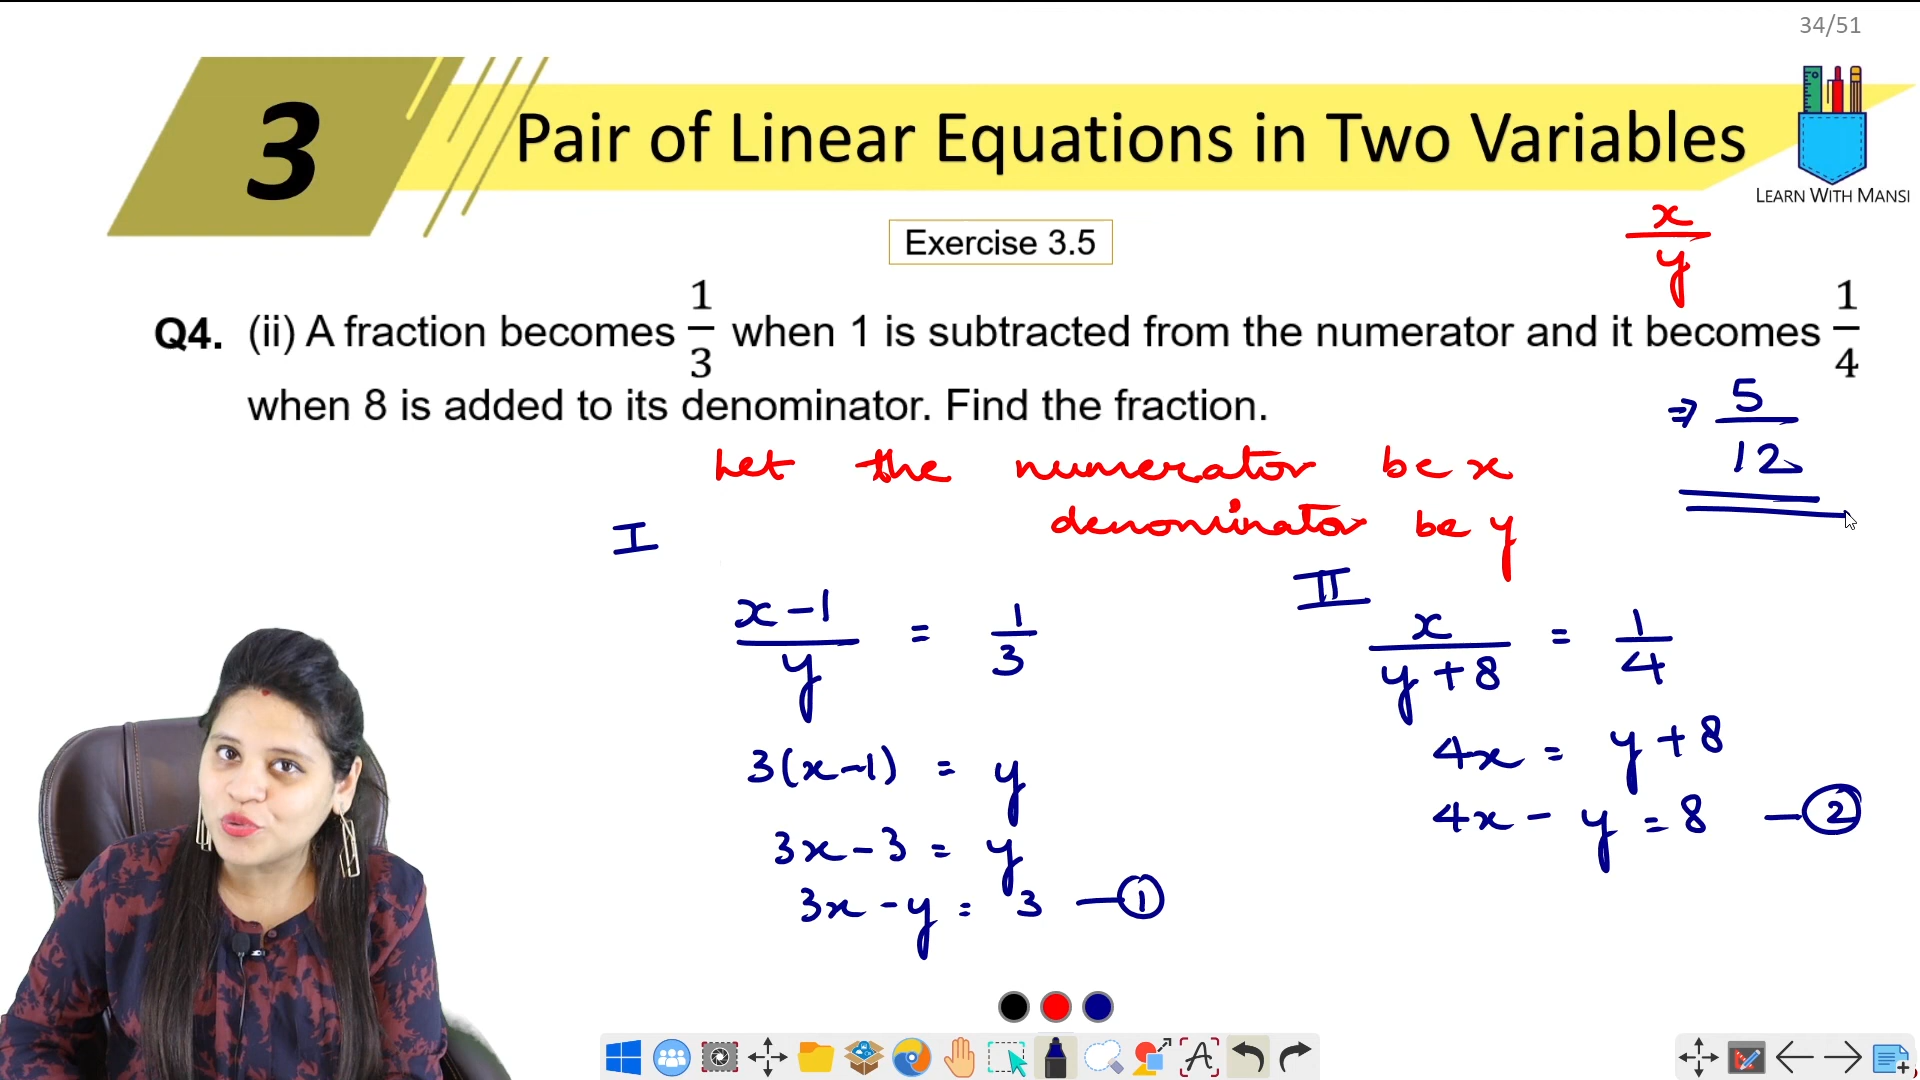 34/51
3 Pair of Linear Equations in Two Variables
LEARN WITH MANSI
Exercise 3.5
x/y
Q4. (ii) A fraction becomes 1/3 when 1 is subtracted from the numerator and it becomes 1/4
when 8 is added to its denominator. Find the fraction.
⇒ 5/12
Let the numerator be x
denominator be y
I
(x-1)/y = 1/3
3(x-1) = y
3x-3 = y
3x-y = 3 —①
II
x/(y+8) = 1/4
4x = y+8
4x-y = 8 —②